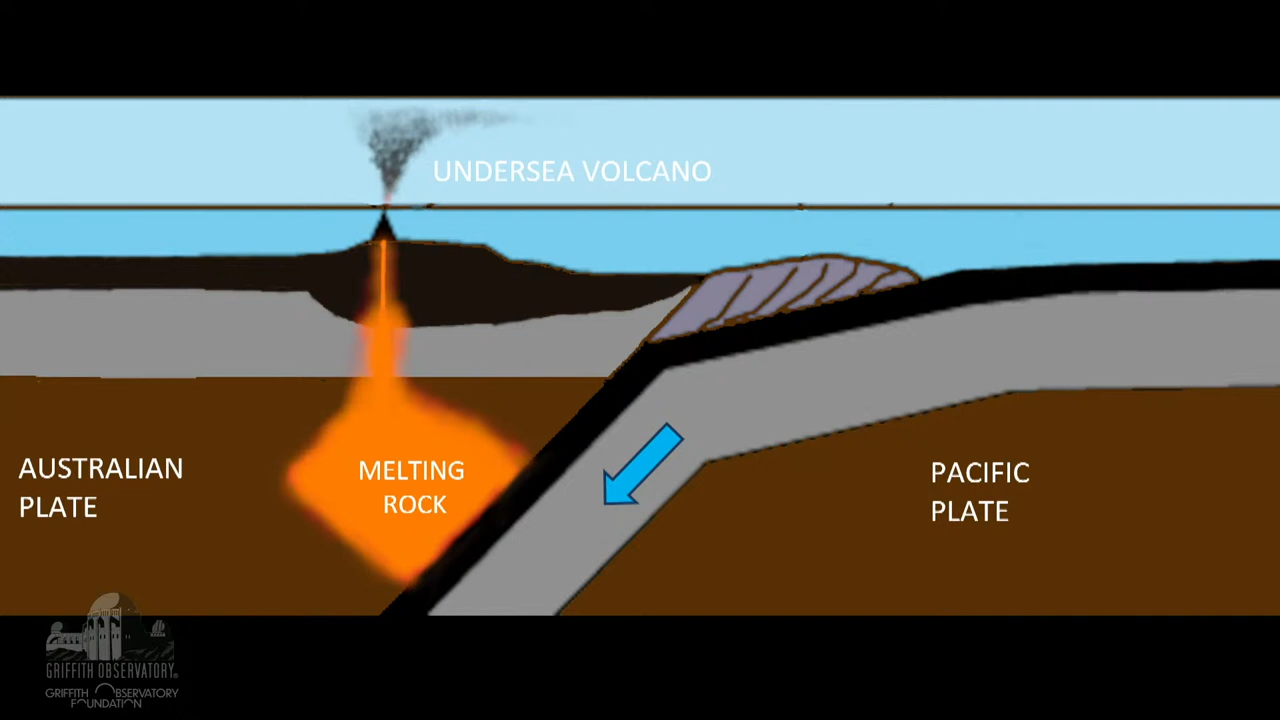 UNDERSEA VOLCANO
AUSTRALIAN
PLATE
MELTING
ROCK
PACIFIC
PLATE
GRIFFITH OBSERVATORY®
GRIFFITH OBSERVATORY
FOUNDATION